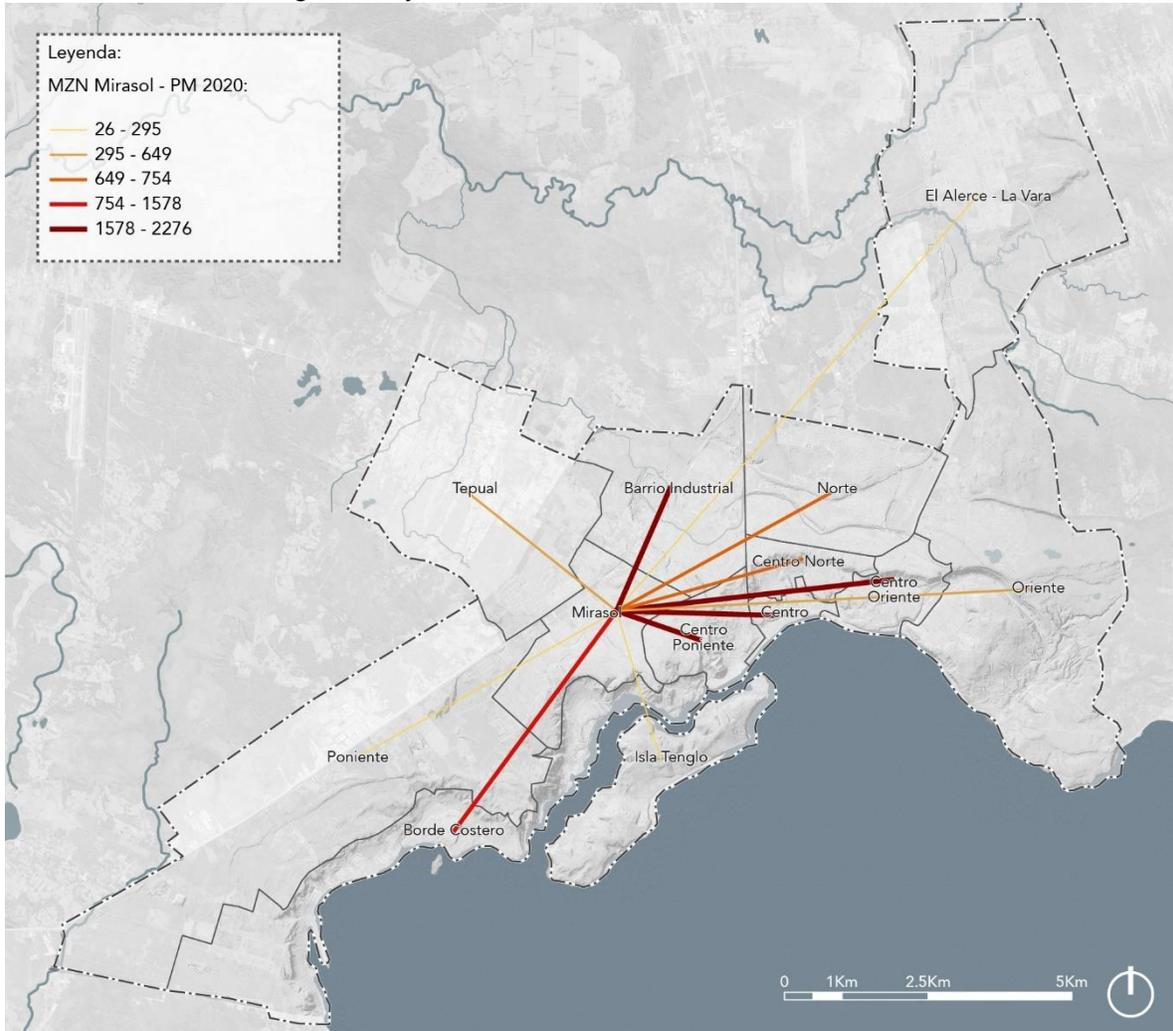 Leyenda:
MZN Mirasol - PM 2020:
26 - 295
295 - 649
649 - 754
754 - 1578
1578 - 2276
El Alerce - La Vara
Tepual
Barrio Industrial
Norte
Centro Norte
Centro
Oriente
Oriente
Mirasol
Centro
Centro
Poniente
Poniente
Isla Tenglo
Borde Costero
0 1Km 2.5Km 5Km